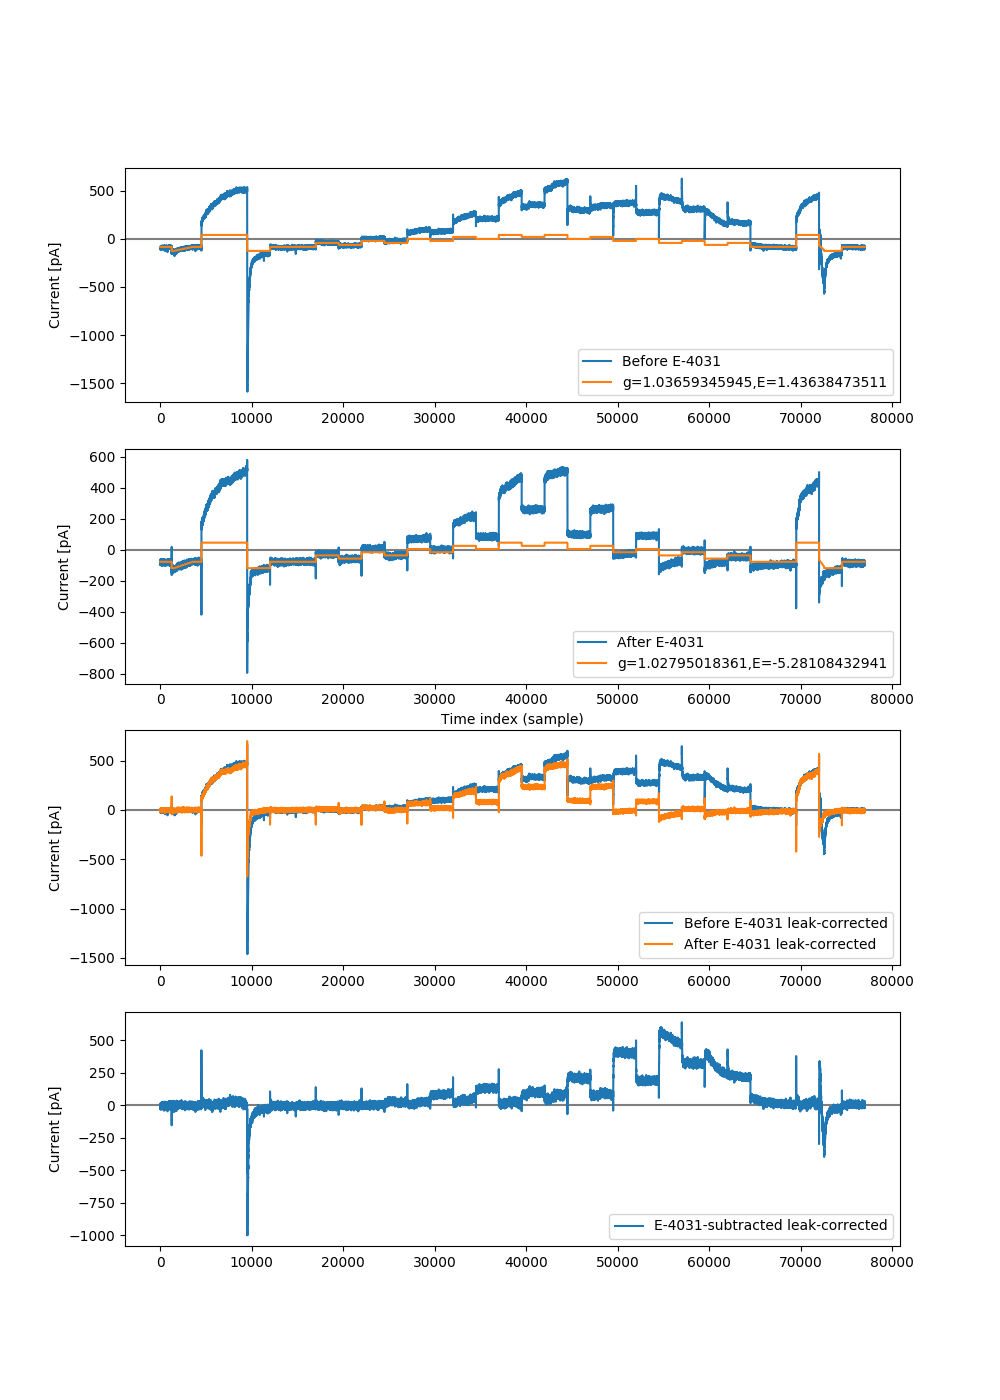 500
0
−500
−1000
−1500
Current [pA]
Before E-4031
g=1.03659345945,E=1.43638473511
0 10000 20000 30000 40000 50000 60000 70000 80000
600
400
200
0
−200
−400
−600
−800
Current [pA]
After E-4031
g=1.02795018361,E=-5.28108432941
0 10000 20000 30000 40000 50000 60000 70000 80000
Time index (sample)
500
0
−500
−1000
−1500
Current [pA]
Before E-4031 leak-corrected
After E-4031 leak-corrected
0 10000 20000 30000 40000 50000 60000 70000 80000
500
250
0
−250
−500
−750
−1000
Current [pA]
E-4031-subtracted leak-corrected
0 10000 20000 30000 40000 50000 60000 70000 80000